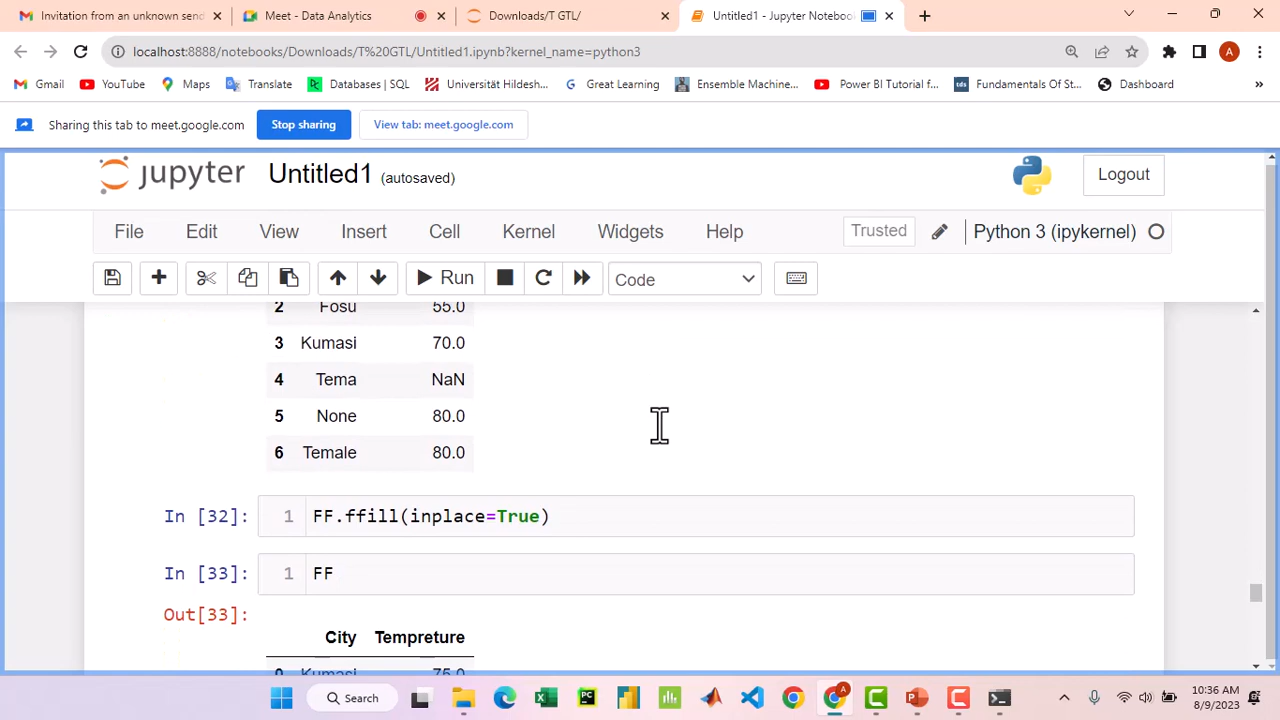 Invitation from an unknown send
Meet - Data Analytics
Downloads/T GTL/
Untitled1 - Jupyter Noteboo
localhost:8888/notebooks/Downloads/T%20GTL/Untitled1.ipynb?kernel_name=python3
A
Gmail YouTube Maps Translate Databases | SQL Universität Hildesh... Great Learning Ensemble Machine... Power BI Tutorial f... Fundamentals Of St... Dashboard »
Sharing this tab to meet.google.com Stop sharing View tab: meet.google.com
jupyter Untitled1 (autosaved) Logout
File Edit View Insert Cell Kernel Widgets Help Trusted Python 3 (ipykernel)
Run Code
2 Fosu 55.0
3 Kumasi 70.0
4 Tema NaN
5 None 80.0
6 Temale 80.0
In [32]: 1 FF.ffill(inplace=True)
In [33]: 1 FF
Out[33]:
City Tempreture
0 Kumasi 75.0
Search
10:36 AM
8/9/2023